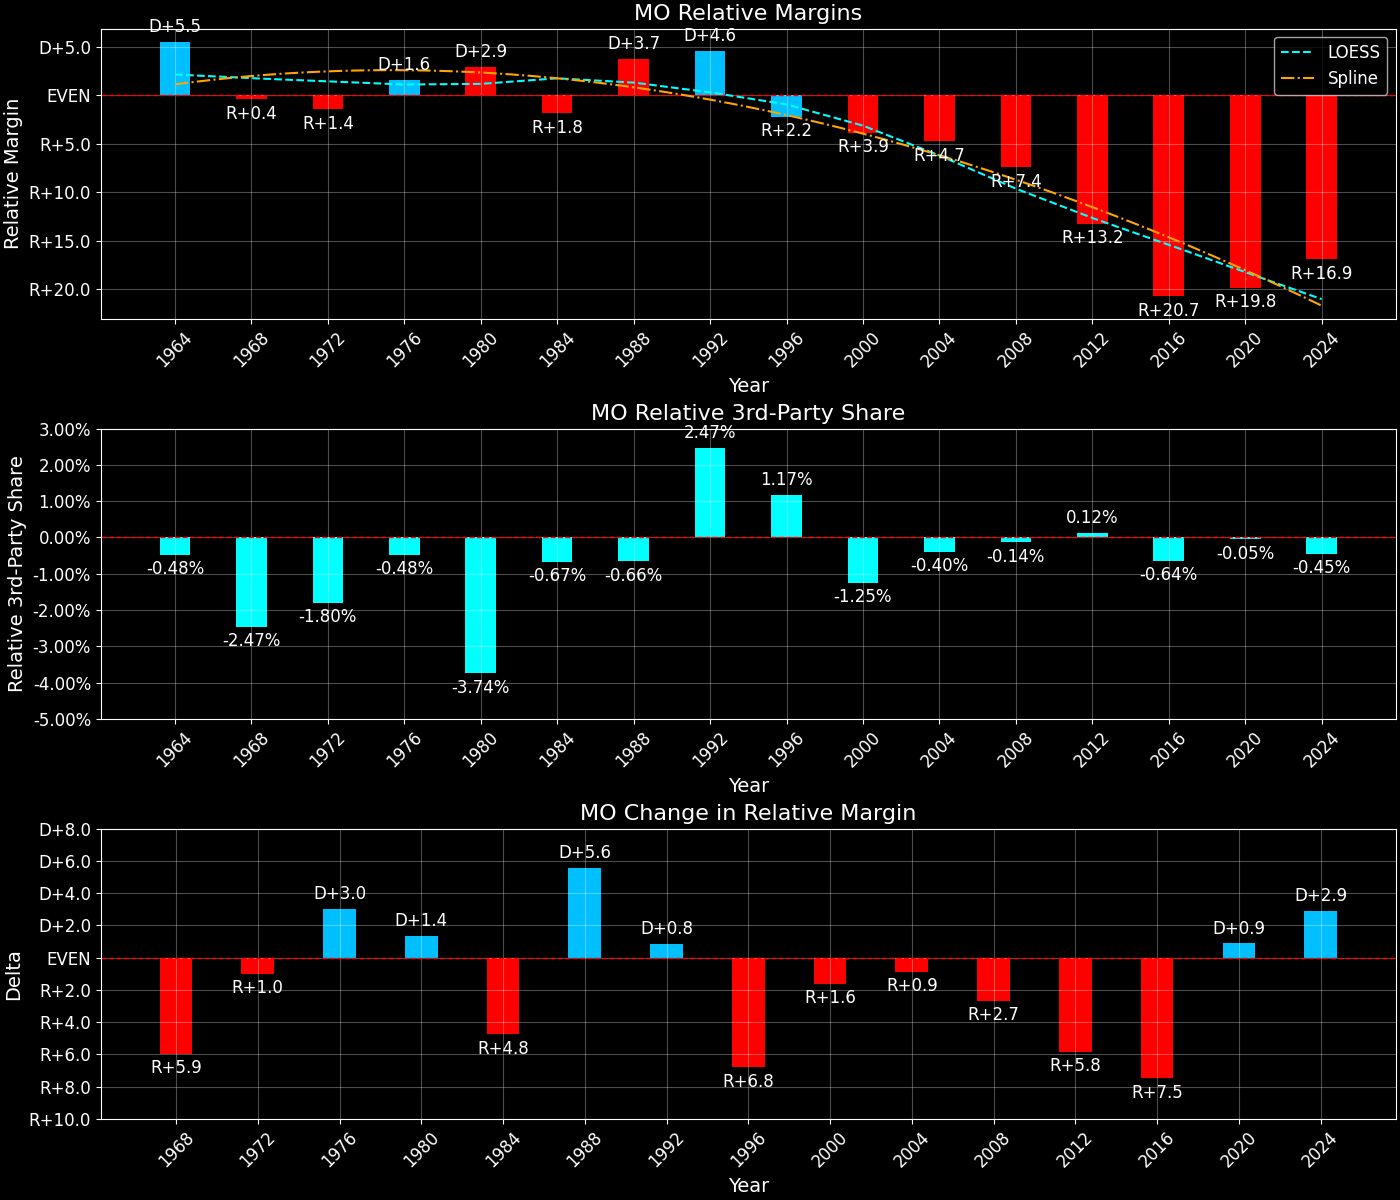 MO Relative Margins
Relative Margin
D+5.0
EVEN
R+5.0
R+10.0
R+15.0
R+20.0
D+5.5
R+0.4
R+1.4
D+1.6
D+2.9
R+1.8
D+3.7
D+4.6
R+2.2
R+3.9
R+4.7
R+7.4
R+13.2
R+20.7
R+19.8
R+16.9
LOESS
Spline
1964 1968 1972 1976 1980 1984 1988 1992 1996 2000 2004 2008 2012 2016 2020 2024
Year
MO Relative 3rd-Party Share
Relative 3rd-Party Share
3.00%
2.00%
1.00%
0.00%
-1.00%
-2.00%
-3.00%
-4.00%
-5.00%
-0.48%
-2.47%
-1.80%
-0.48%
-3.74%
-0.67%
-0.66%
2.47%
1.17%
-1.25%
-0.40%
-0.14%
0.12%
-0.64%
-0.05%
-0.45%
1964 1968 1972 1976 1980 1984 1988 1992 1996 2000 2004 2008 2012 2016 2020 2024
Year
MO Change in Relative Margin
Delta
D+8.0
D+6.0
D+4.0
D+2.0
EVEN
R+2.0
R+4.0
R+6.0
R+8.0
R+10.0
R+5.9
R+1.0
D+3.0
D+1.4
R+4.8
D+5.6
D+0.8
R+6.8
R+1.6
R+0.9
R+2.7
R+5.8
R+7.5
D+0.9
D+2.9
1968 1972 1976 1980 1984 1988 1992 1996 2000 2004 2008 2012 2016 2020 2024
Year